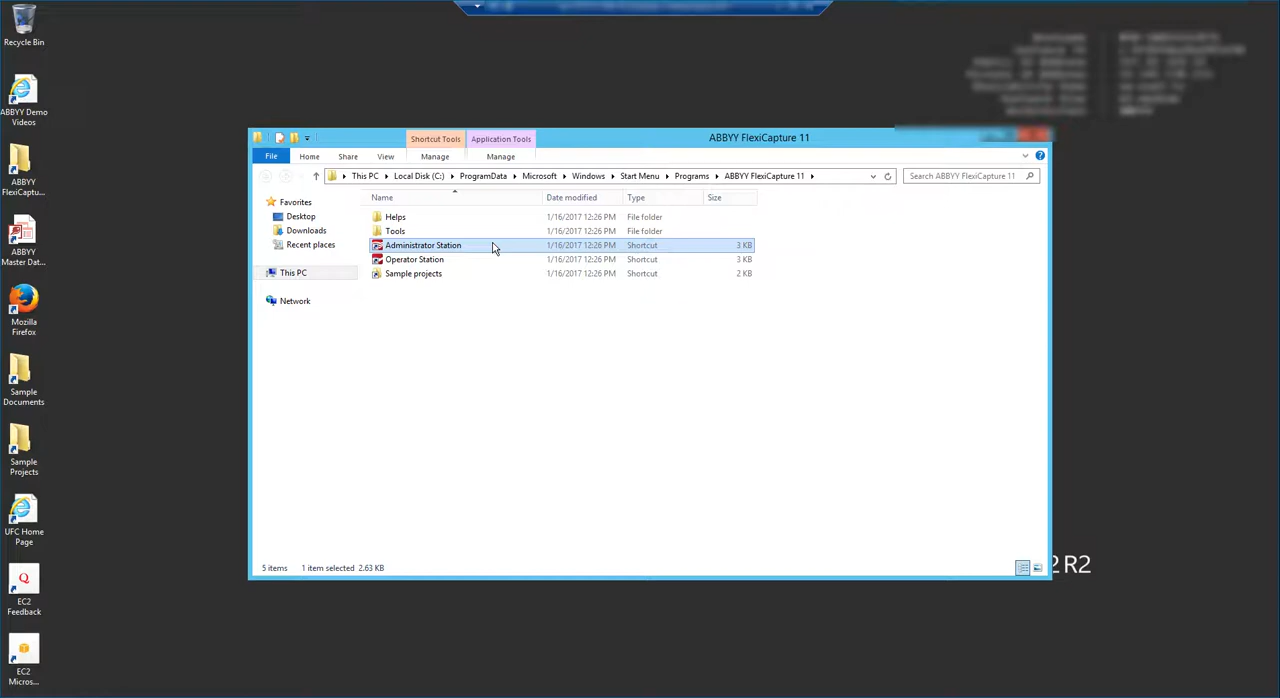 Recycle Bin
ABBYY Demo
Videos
ABBYY
FlexiCaptu...
ABBYY
Master Dat...
Mozilla
Firefox
Sample
Documents
Sample
Projects
UFC Home
Page
EC2
Feedback
EC2
Micros...
Shortcut Tools Application Tools ABBYY FlexiCapture 11
File Home Share View Manage Manage
This PC Local Disk (C:) ProgramData Microsoft Windows Start Menu Programs ABBYY FlexiCapture 11 Search ABBYY FlexiCapture 11
Name Date modified Type Size
Favorites
Desktop
Downloads
Recent places
This PC
Network
Helps 1/16/2017 12:26 PM File folder
Tools 1/16/2017 12:26 PM File folder
Administrator Station 1/16/2017 12:26 PM Shortcut 3 KB
Operator Station 1/16/2017 12:26 PM Shortcut 3 KB
Sample projects 1/16/2017 12:26 PM Shortcut 2 KB
5 items 1 item selected 2.63 KB
2 R2